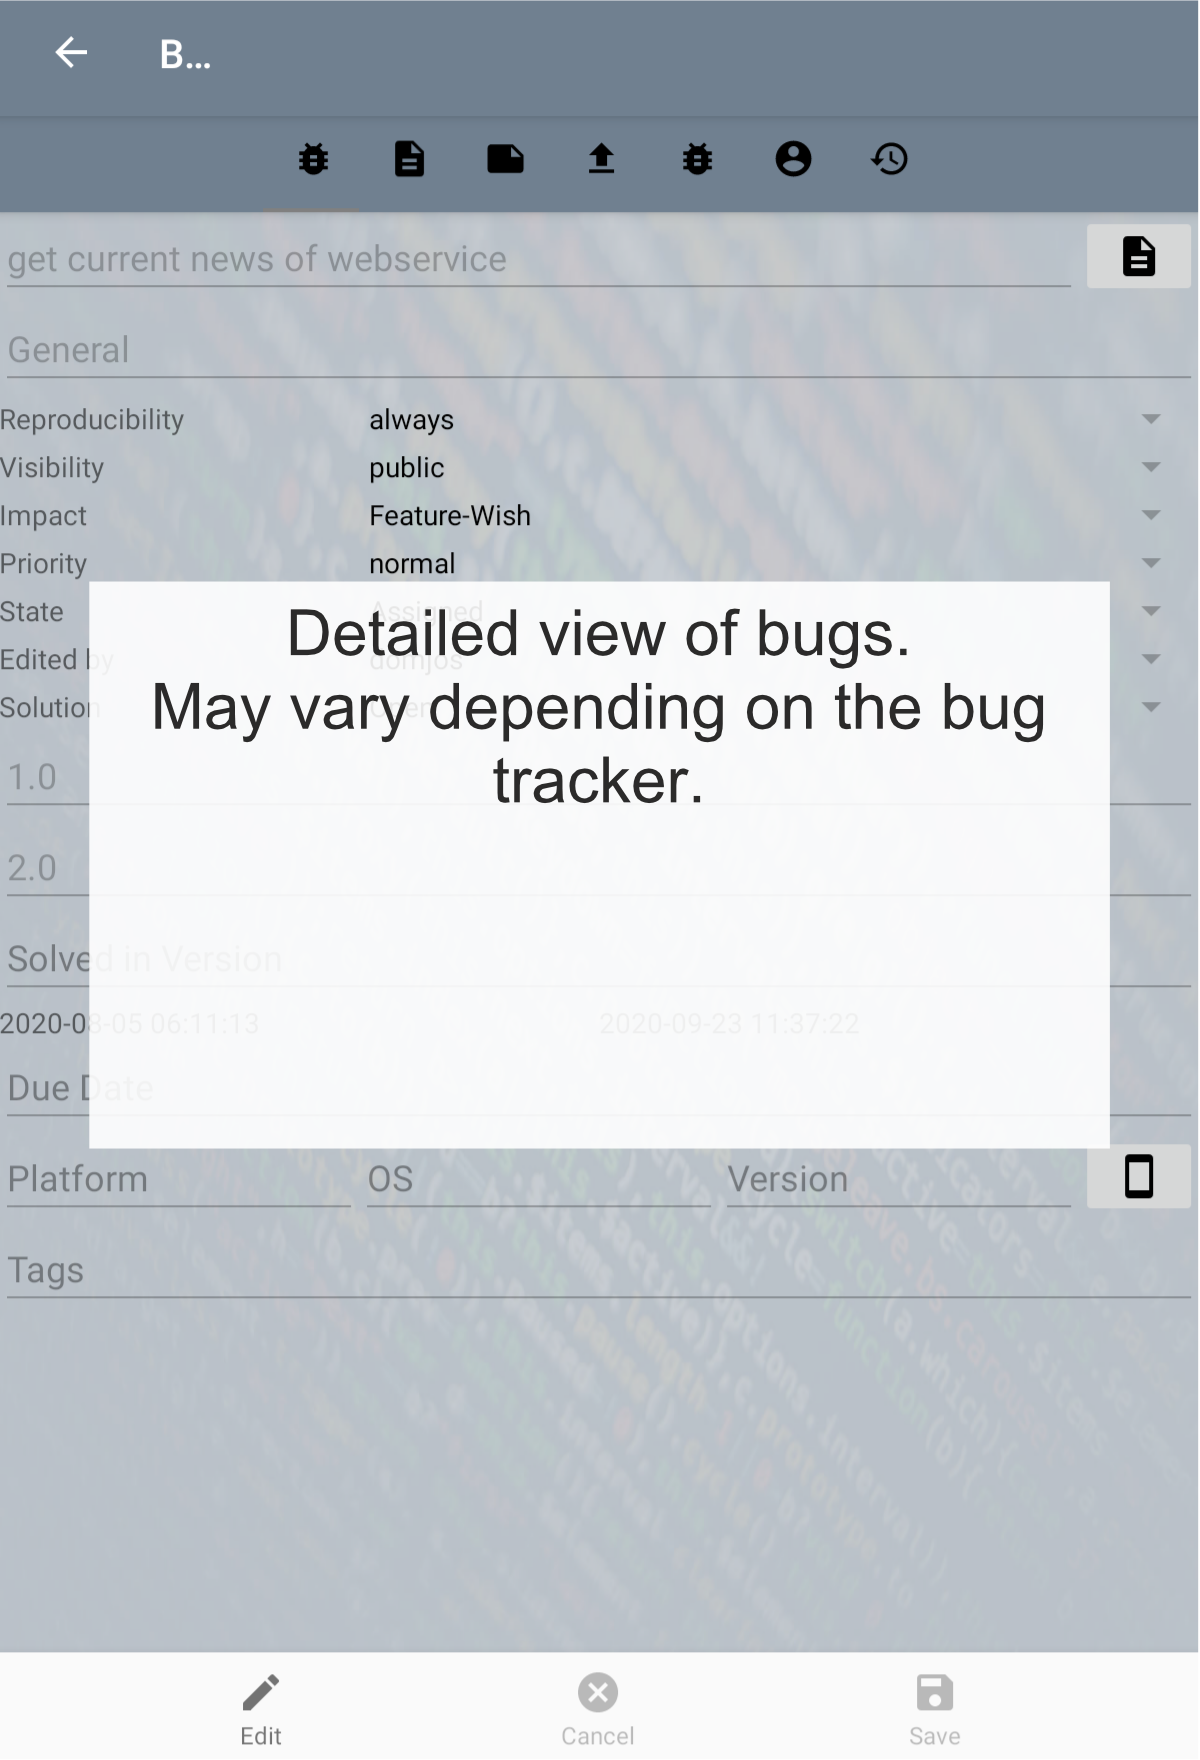 B...
get current news of webservice
General
Reproducibility always
Visibility public
Impact Feature-Wish
Priority normal
State Assigned
Edited by domjos
Solution Open
Detailed view of bugs.
May vary depending on the bug
tracker.
1.0
2.0
Solved in Version
2020-08-05 06:11:13 2020-09-23 11:37:22
Due Date
Platform OS Version
Tags
Edit Cancel Save